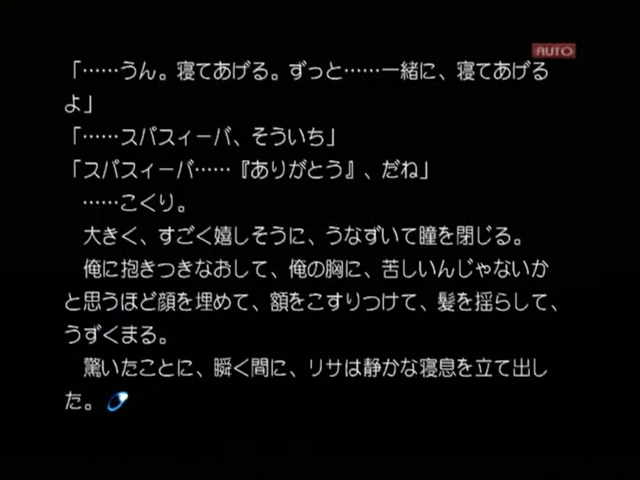 AUTO
「……うん。寝てあげる。ずっと……一緒に、寝てあげる
よ」
「……スパスィーバ、そういち」
「スパスィーバ……『ありがとう』、だね」
……こくり。
大きく、すごく嬉しそうに、うなずいて瞳を閉じる。
俺に抱きつきなおして、俺の胸に、苦しいんじゃないか
と思うほど顔を埋めて、額をこすりつけて、髪を揺らして、
うずくまる。
驚いたことに、瞬く間に、リサは静かな寝息を立て出し
た。